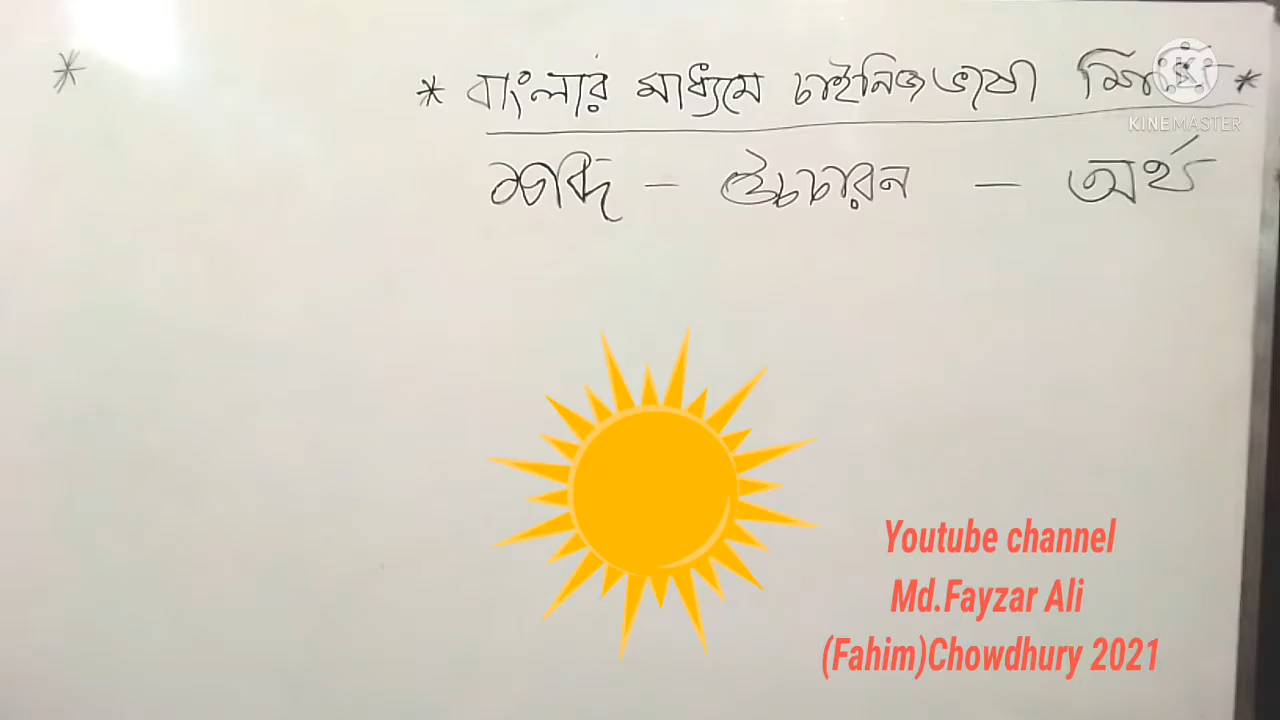 * * বাংলার মাধ্যমে চাইনিজ ভাষা শিক্ষা *
KINEMASTER
শব্দ - উচ্চারন - অর্থ
Youtube channel
Md.Fayzar Ali
(Fahim)Chowdhury 2021